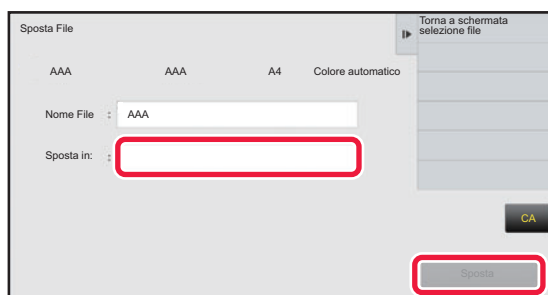 Sposta File
Torna a schermata
selezione file
AAA AAA A4 Colore automatico
Nome File : AAA
Sposta in: :
CA
Sposta